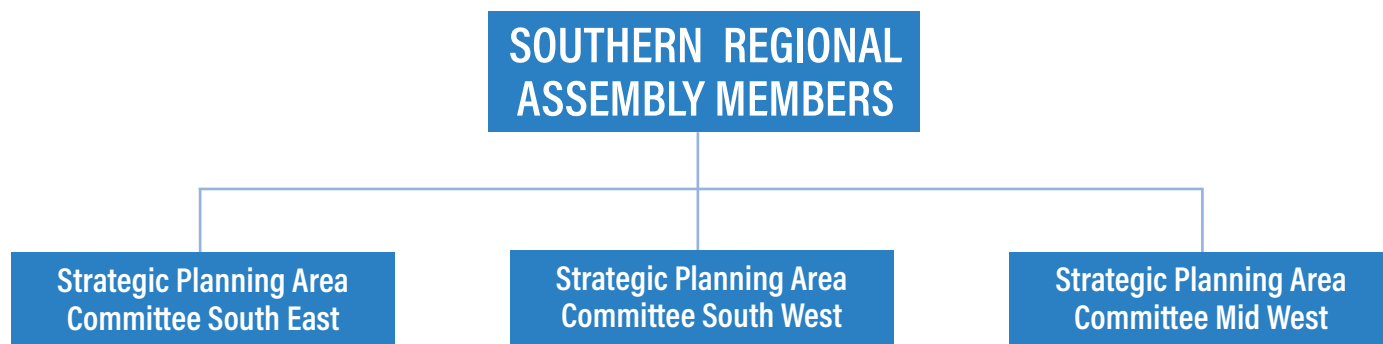 SOUTHERN REGIONAL
ASSEMBLY MEMBERS
Strategic Planning Area
Committee South East
Strategic Planning Area
Committee South West
Strategic Planning Area
Committee Mid West